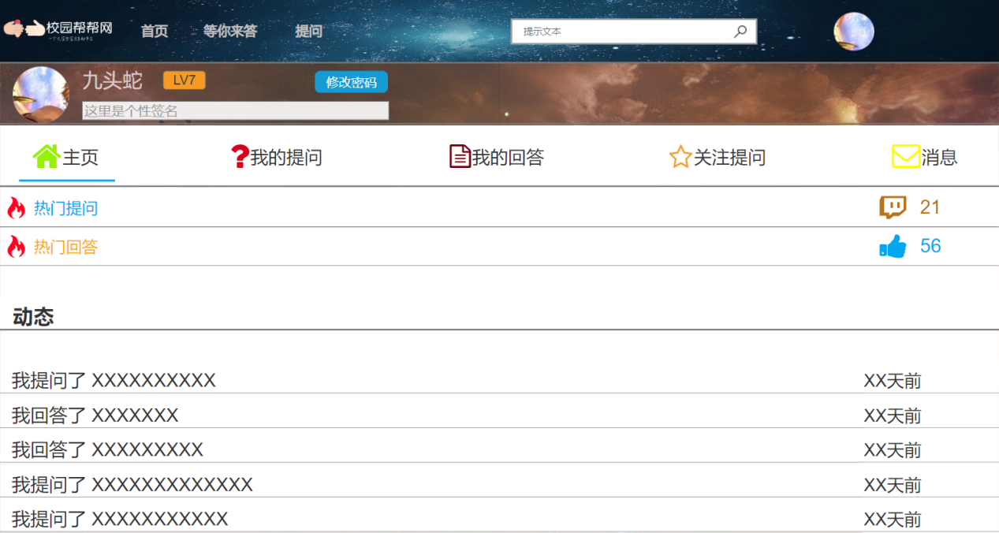 校园帮帮网 首页 等你来答 提问 提示文本
九头蛇 LV7 修改密码
这里是个性签名
主页 我的提问 我的回答 关注提问 消息
热门提问 21
热门回答 56
动态
我提问了 XXXXXXXXXX XX天前
我回答了 XXXXXXX XX天前
我回答了 XXXXXXXXX XX天前
我提问了 XXXXXXXXXXXXX XX天前
我提问了 XXXXXXXXXXX XX天前